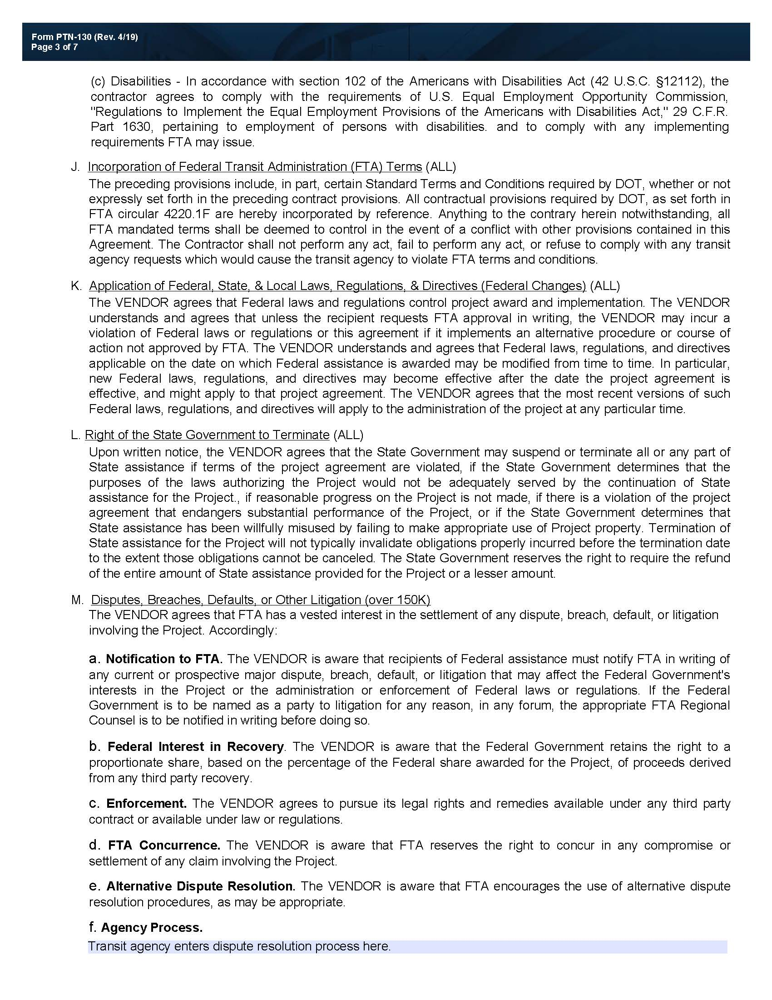 Form PTN-130 (Rev. 4/19)
Page 3 of 7
(c) Disabilities - In accordance with section 102 of the Americans with Disabilities Act (42 U.S.C. §12112), the
contractor agrees to comply with the requirements of U.S. Equal Employment Opportunity Commission,
"Regulations to Implement the Equal Employment Provisions of the Americans with Disabilities Act," 29 C.F.R.
Part 1630, pertaining to employment of persons with disabilities. and to comply with any implementing
requirements FTA may issue.
J. Incorporation of Federal Transit Administration (FTA) Terms (ALL)
The preceding provisions include, in part, certain Standard Terms and Conditions required by DOT, whether or not
expressly set forth in the preceding contract provisions. All contractual provisions required by DOT, as set forth in
FTA circular 4220.1F are hereby incorporated by reference. Anything to the contrary herein notwithstanding, all
FTA mandated terms shall be deemed to control in the event of a conflict with other provisions contained in this
Agreement. The Contractor shall not perform any act, fail to perform any act, or refuse to comply with any transit
agency requests which would cause the transit agency to violate FTA terms and conditions.
K. Application of Federal, State, & Local Laws, Regulations, & Directives (Federal Changes) (ALL)
The VENDOR agrees that Federal laws and regulations control project award and implementation. The VENDOR
understands and agrees that unless the recipient requests FTA approval in writing, the VENDOR may incur a
violation of Federal laws or regulations or this agreement if it implements an alternative procedure or course of
action not approved by FTA. The VENDOR understands and agrees that Federal laws, regulations, and directives
applicable on the date on which Federal assistance is awarded may be modified from time to time. In particular,
new Federal laws, regulations, and directives may become effective after the date the project agreement is
effective, and might apply to that project agreement. The VENDOR agrees that the most recent versions of such
Federal laws, regulations, and directives will apply to the administration of the project at any particular time.
L. Right of the State Government to Terminate (ALL)
Upon written notice, the VENDOR agrees that the State Government may suspend or terminate all or any part of
State assistance if terms of the project agreement are violated, if the State Government determines that the
purposes of the laws authorizing the Project would not be adequately served by the continuation of State
assistance for the Project., if reasonable progress on the Project is not made, if there is a violation of the project
agreement that endangers substantial performance of the Project, or if the State Government determines that
State assistance has been willfully misused by failing to make appropriate use of Project property. Termination of
State assistance for the Project will not typically invalidate obligations properly incurred before the termination date
to the extent those obligations cannot be canceled. The State Government reserves the right to require the refund
of the entire amount of State assistance provided for the Project or a lesser amount.
M. Disputes, Breaches, Defaults, or Other Litigation (over 150K)
The VENDOR agrees that FTA has a vested interest in the settlement of any dispute, breach, default, or litigation
involving the Project. Accordingly:
a. Notification to FTA. The VENDOR is aware that recipients of Federal assistance must notify FTA in writing of
any current or prospective major dispute, breach, default, or litigation that may affect the Federal Government's
interests in the Project or the administration or enforcement of Federal laws or regulations. If the Federal
Government is to be named as a party to litigation for any reason, in any forum, the appropriate FTA Regional
Counsel is to be notified in writing before doing so.
b. Federal Interest in Recovery. The VENDOR is aware that the Federal Government retains the right to a
proportionate share, based on the percentage of the Federal share awarded for the Project, of proceeds derived
from any third party recovery.
c. Enforcement. The VENDOR agrees to pursue its legal rights and remedies available under any third party
contract or available under law or regulations.
d. FTA Concurrence. The VENDOR is aware that FTA reserves the right to concur in any compromise or
settlement of any claim involving the Project.
e. Alternative Dispute Resolution. The VENDOR is aware that FTA encourages the use of alternative dispute
resolution procedures, as may be appropriate.
f. Agency Process.
Transit agency enters dispute resolution process here.